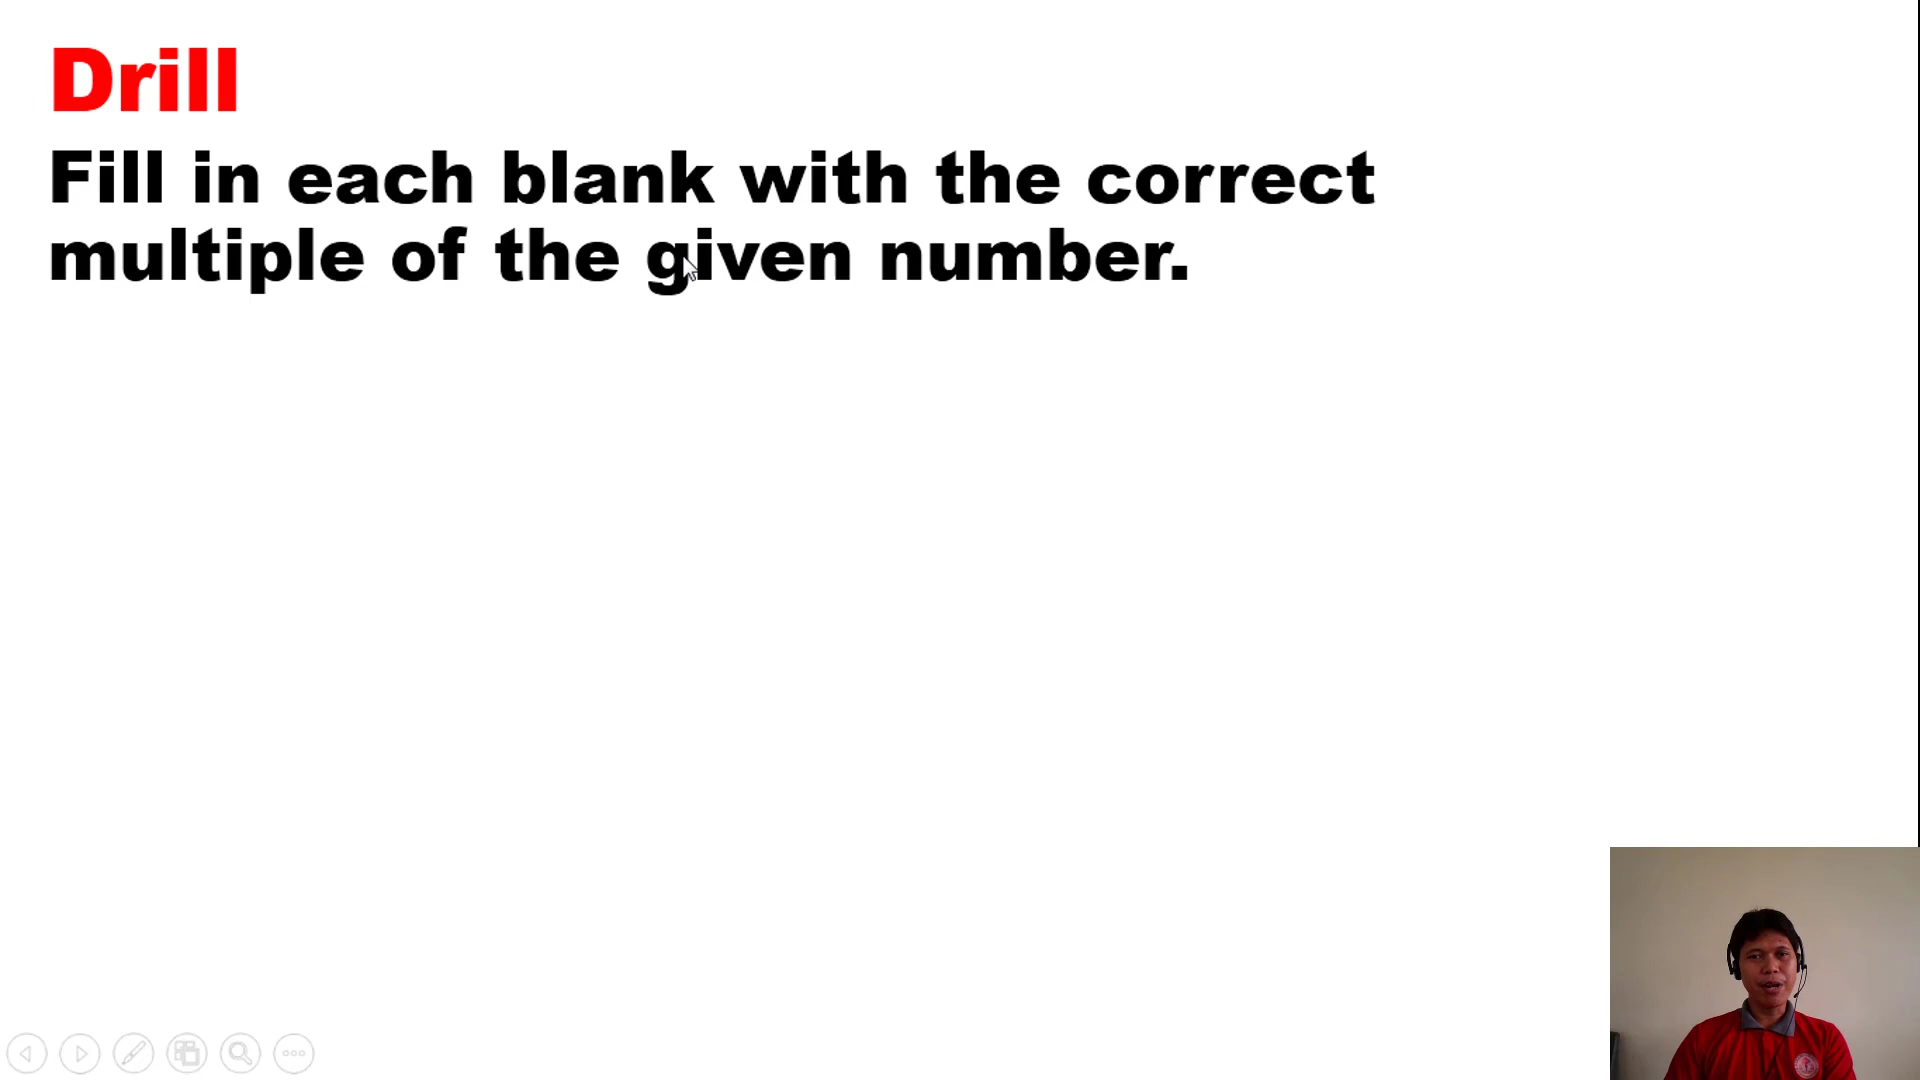 Drill
Fill in each blank with the correct
multiple of the given number.